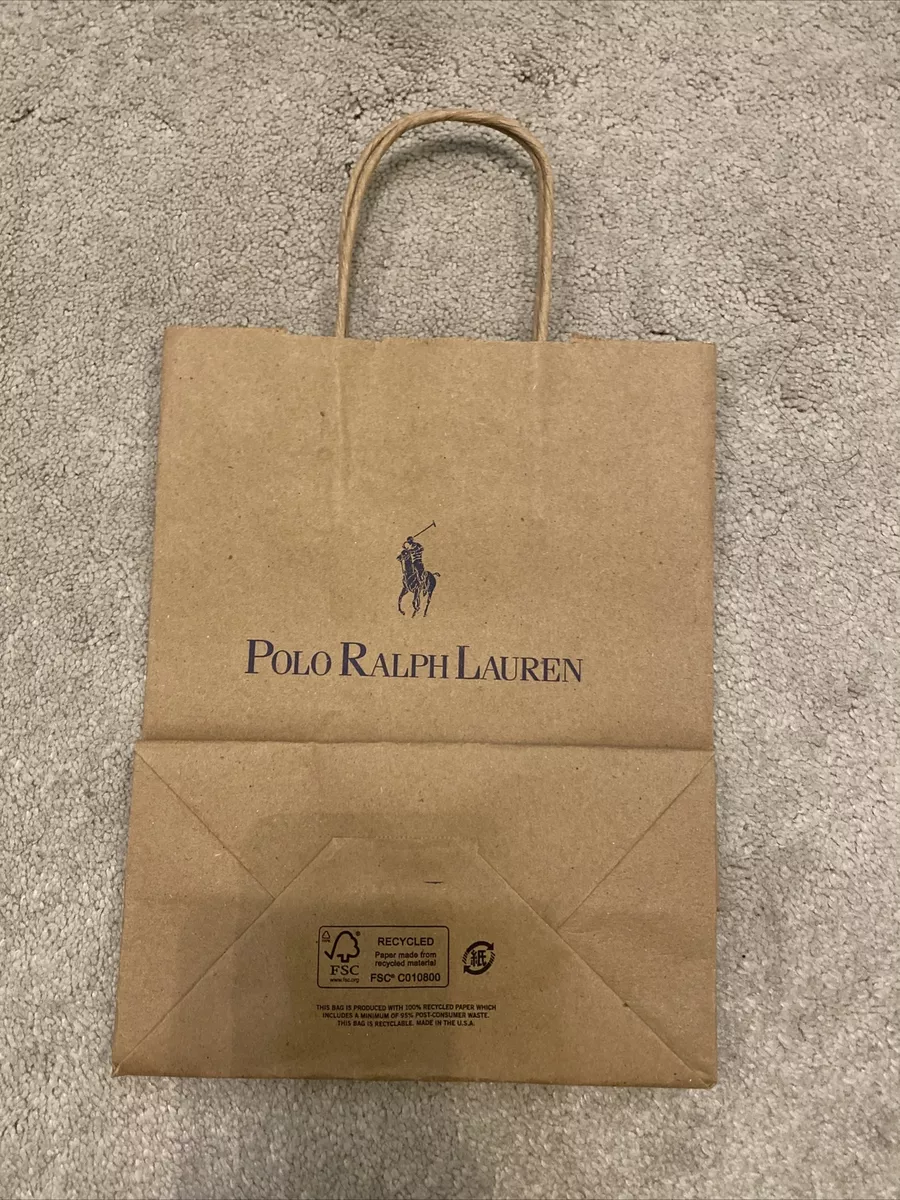 POLO RALPH LAUREN
RECYCLED
Paper made from
recycled material
FSC® C010800
FSC
www.fsc.org
紙
THIS BAG IS PRODUCED WITH 100% RECYCLED PAPER WHICH
INCLUDES A MINIMUM OF 95% POST-CONSUMER WASTE.
THIS BAG IS RECYCLABLE. MADE IN THE U.S.A.